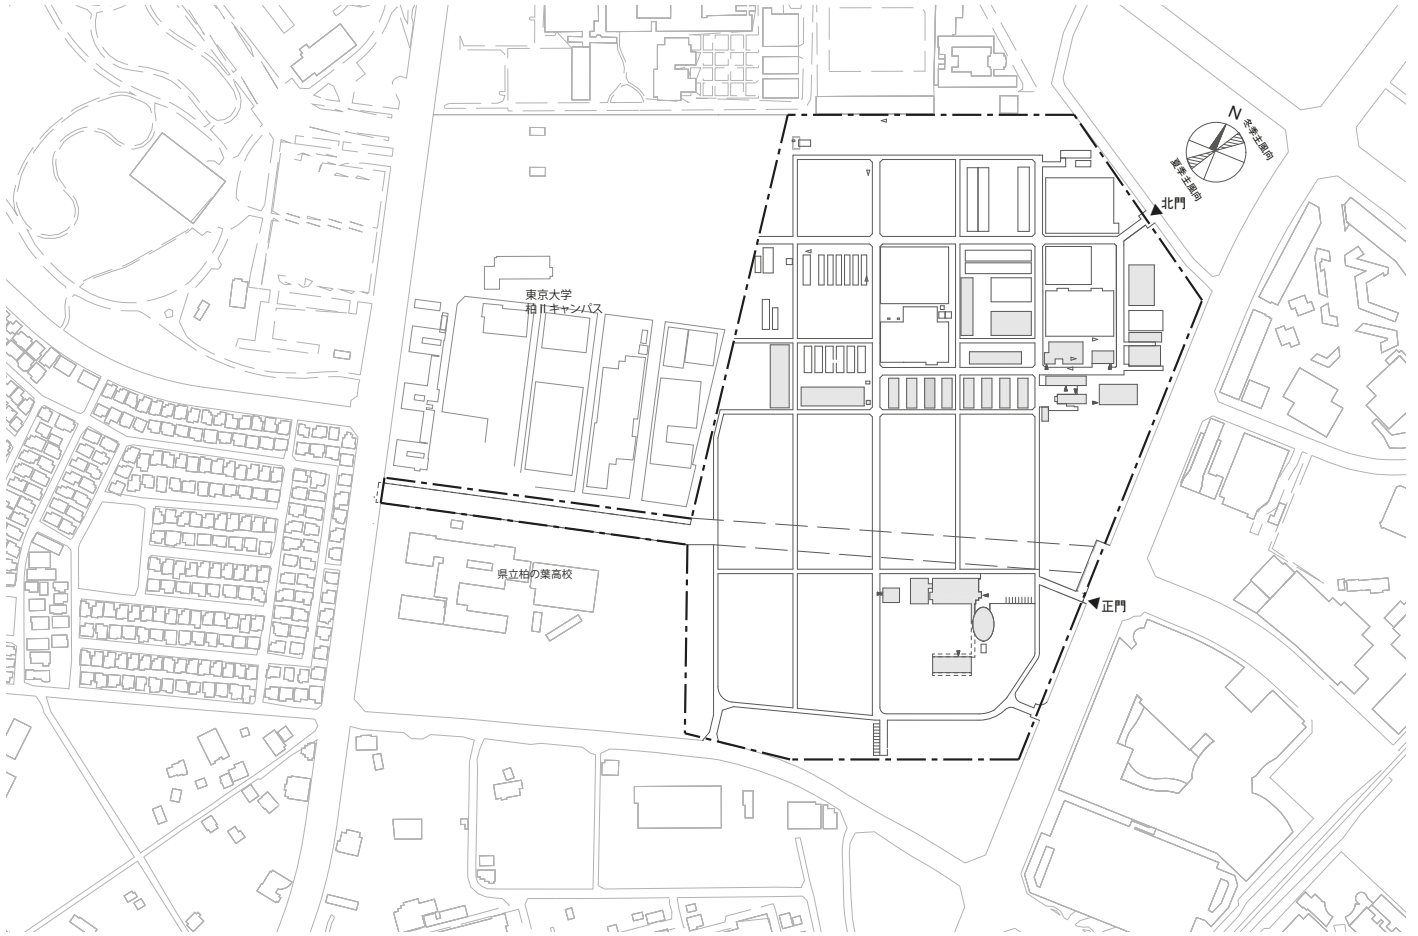 N
冬季主風向
夏季主風向
北門
東京大学
柏IIキャンパス
県立柏の葉高校
正門